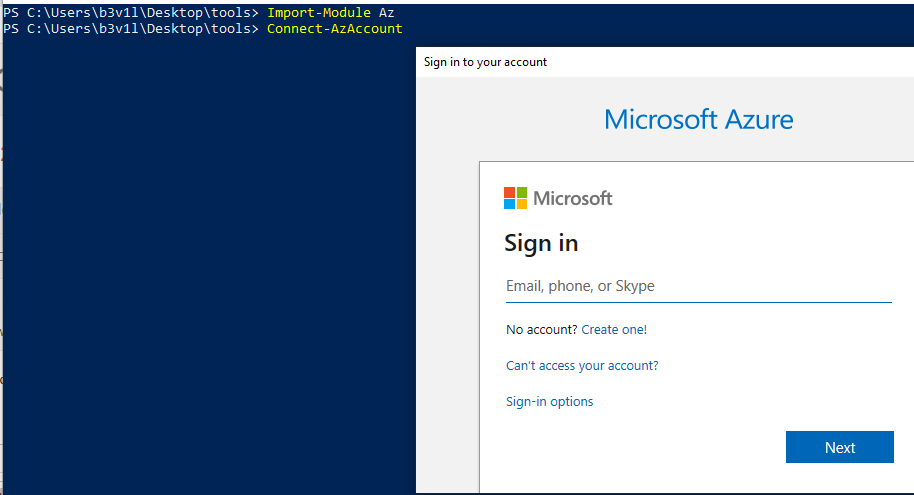 PS C:\Users\b3v1l\Desktop\tools> Import-Module Az
PS C:\Users\b3v1l\Desktop\tools> Connect-AzAccount
Sign in to your account
Microsoft Azure
Microsoft
Sign in
Email, phone, or Skype
No account? Create one!
Can't access your account?
Sign-in options
Next